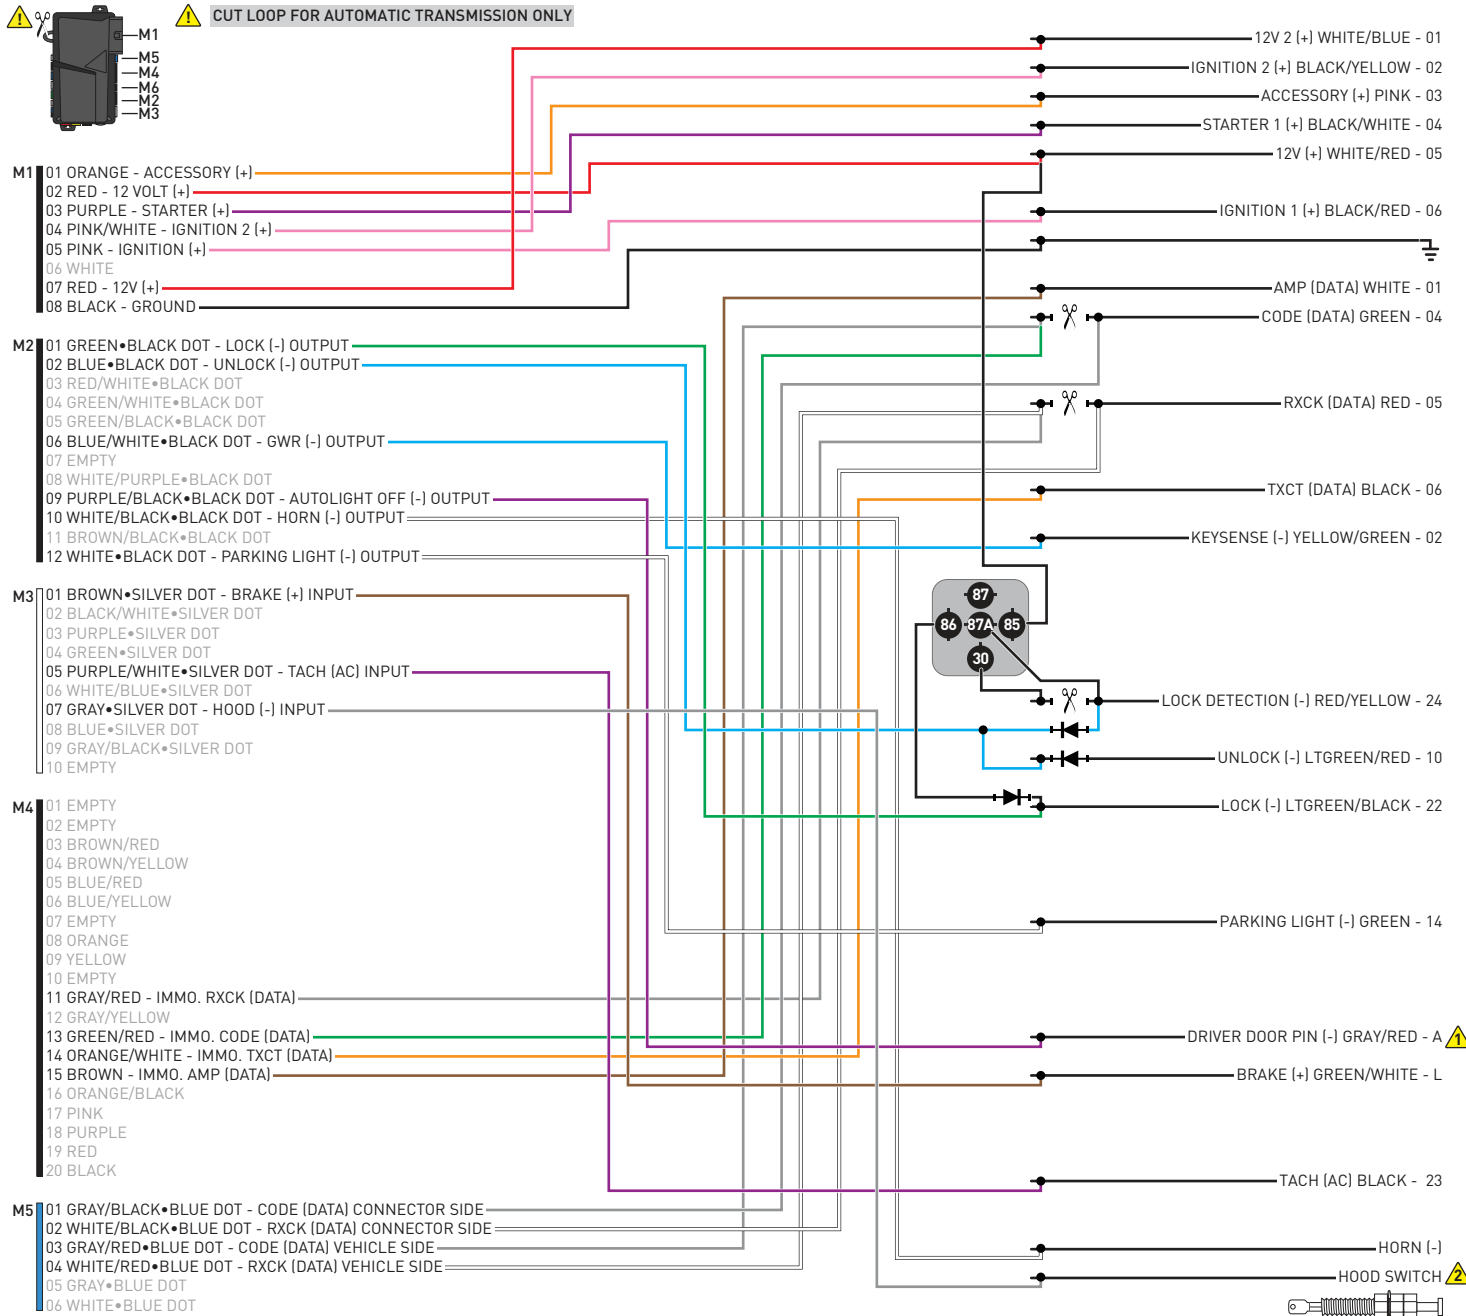 CUT LOOP FOR AUTOMATIC TRANSMISSION ONLY
M1
M5
M4
M6
M2
M3
M1
01 ORANGE - ACCESSORY (+)
02 RED - 12 VOLT (+)
03 PURPLE - STARTER (+)
04 PINK/WHITE - IGNITION 2 (+)
05 PINK - IGNITION (+)
06 WHITE
07 RED - 12V (+)
08 BLACK - GROUND
M2
01 GREEN•BLACK DOT - LOCK (-) OUTPUT
02 BLUE•BLACK DOT - UNLOCK (-) OUTPUT
03 RED/WHITE•BLACK DOT
04 GREEN/WHITE•BLACK DOT
05 GREEN/BLACK•BLACK DOT
06 BLUE/WHITE•BLACK DOT - GWR (-) OUTPUT
07 EMPTY
08 WHITE/PURPLE•BLACK DOT
09 PURPLE/BLACK•BLACK DOT - AUTOLIGHT OFF (-) OUTPUT
10 WHITE/BLACK•BLACK DOT - HORN (-) OUTPUT
11 BROWN/BLACK•BLACK DOT
12 WHITE•BLACK DOT - PARKING LIGHT (-) OUTPUT
M3
01 BROWN•SILVER DOT - BRAKE (+) INPUT
02 BLACK/WHITE•SILVER DOT
03 PURPLE•SILVER DOT
04 GREEN•SILVER DOT
05 PURPLE/WHITE•SILVER DOT - TACH (AC) INPUT
06 WHITE/BLUE•SILVER DOT
07 GRAY•SILVER DOT - HOOD (-) INPUT
08 BLUE•SILVER DOT
09 GRAY/BLACK•SILVER DOT
10 EMPTY
M4
01 EMPTY
02 EMPTY
03 BROWN/RED
04 BROWN/YELLOW
05 BLUE/RED
06 BLUE/YELLOW
07 EMPTY
08 ORANGE
09 YELLOW
10 EMPTY
11 GRAY/RED - IMMO. RXCK (DATA)
12 GRAY/YELLOW
13 GREEN/RED - IMMO. CODE (DATA)
14 ORANGE/WHITE - IMMO. TXCT (DATA)
15 BROWN - IMMO. AMP (DATA)
16 ORANGE/BLACK
17 PINK
18 PURPLE
19 RED
20 BLACK
M5
01 GRAY/BLACK•BLUE DOT - CODE (DATA) CONNECTOR SIDE
02 WHITE/BLACK•BLUE DOT - RXCK (DATA) CONNECTOR SIDE
03 GRAY/RED•BLUE DOT - CODE (DATA) VEHICLE SIDE
04 WHITE/RED•BLUE DOT - RXCK (DATA) VEHICLE SIDE
05 GRAY•BLUE DOT
06 WHITE•BLUE DOT
12V 2 (+) WHITE/BLUE - 01
IGNITION 2 (+) BLACK/YELLOW - 02
ACCESSORY (+) PINK - 03
STARTER 1 (+) BLACK/WHITE - 04
12V (+) WHITE/RED - 05
IGNITION 1 (+) BLACK/RED - 06
AMP (DATA) WHITE - 01
CODE (DATA) GREEN - 04
RXCK (DATA) RED - 05
TXCT (DATA) BLACK - 06
KEYSENSE (-) YELLOW/GREEN - 02
87
86 87A 85
30
LOCK DETECTION (-) RED/YELLOW - 24
UNLOCK (-) LTGREEN/RED - 10
LOCK (-) LTGREEN/BLACK - 22
PARKING LIGHT (-) GREEN - 14
DRIVER DOOR PIN (-) GRAY/RED - A 1
BRAKE (+) GREEN/WHITE - L
TACH (AC) BLACK - 23
HORN (-)
HOOD SWITCH 2